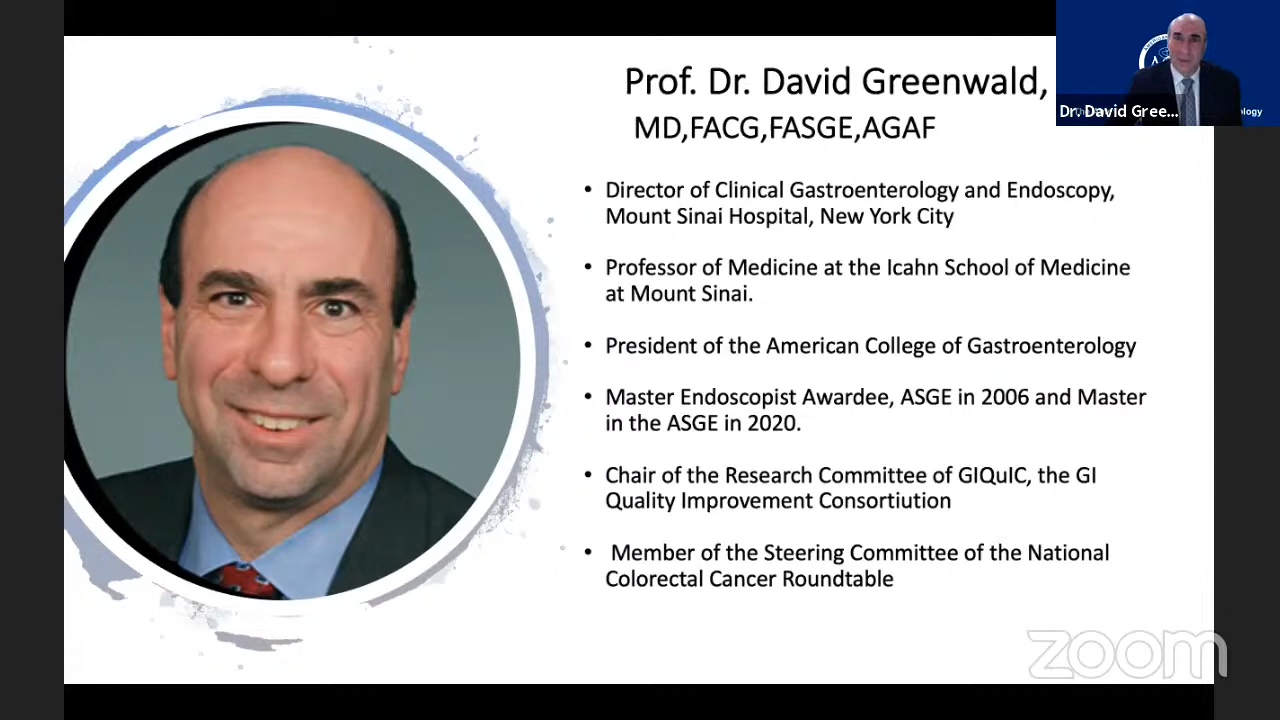 Prof. Dr. David Greenwald,
MD,FACG,FASGE,AGAF
Dr. David Gree...
ology
• Director of Clinical Gastroenterology and Endoscopy,
Mount Sinai Hospital, New York City
• Professor of Medicine at the Icahn School of Medicine
at Mount Sinai.
• President of the American College of Gastroenterology
• Master Endoscopist Awardee, ASGE in 2006 and Master
in the ASGE in 2020.
• Chair of the Research Committee of GIQuIC, the GI
Quality Improvement Consortiution
• Member of the Steering Committee of the National
Colorectal Cancer Roundtable
zoom